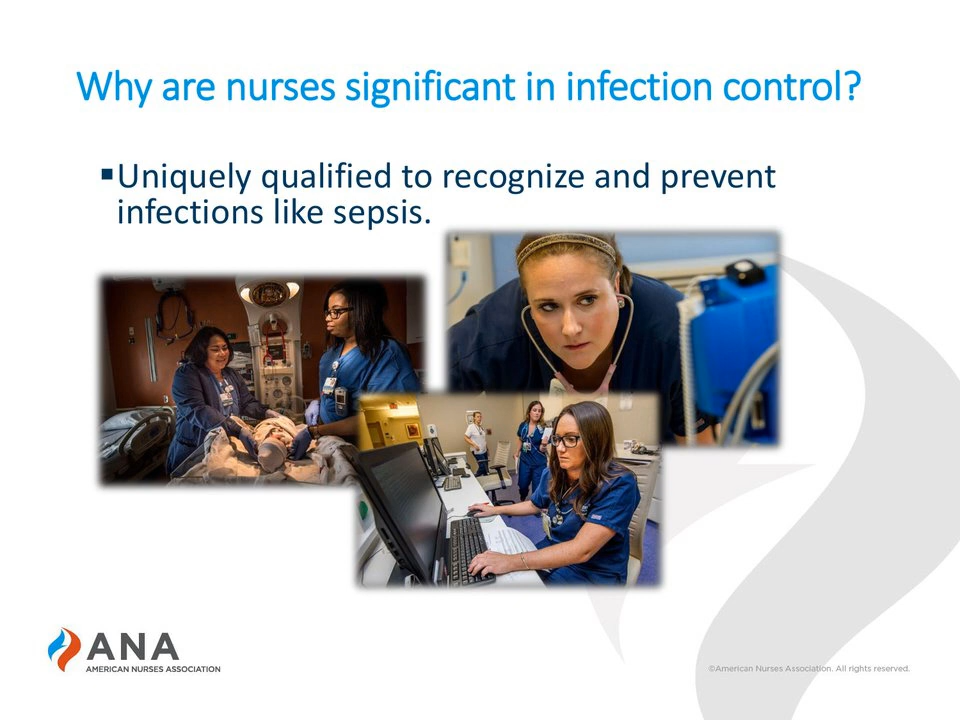 Why are nurses significant in infection control?
▪Uniquely qualified to recognize and prevent
infections like sepsis.
ANA
AMERICAN NURSES ASSOCIATION
©American Nurses Association. All rights reserved.